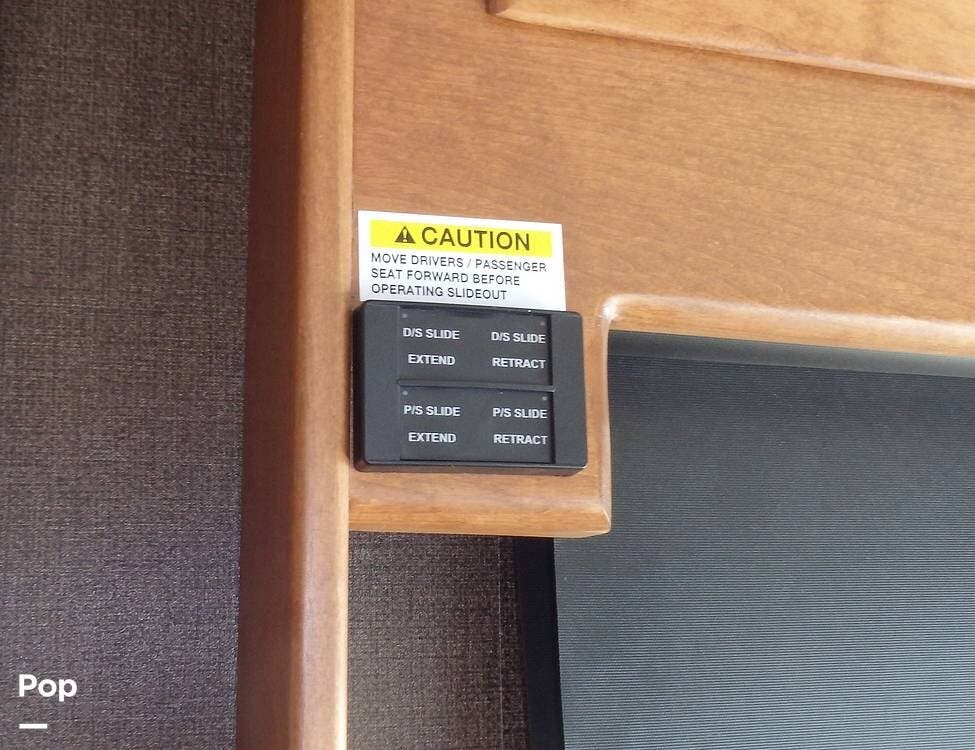 ⚠ CAUTION
MOVE DRIVERS / PASSENGER
SEAT FORWARD BEFORE
OPERATING SLIDEOUT
D/S SLIDE D/S SLIDE
EXTEND RETRACT
P/S SLIDE P/S SLIDE
EXTEND RETRACT
Pop